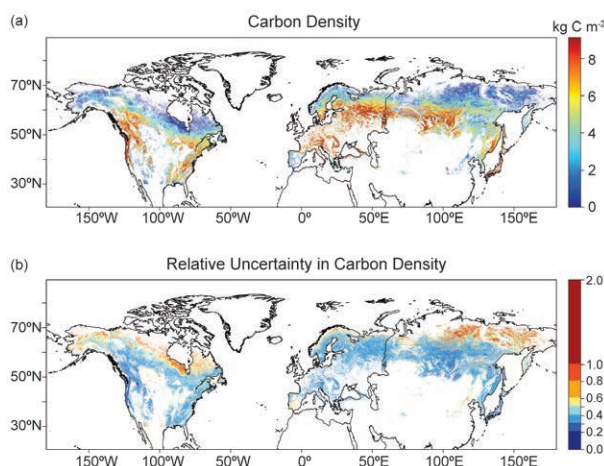 (a) Carbon Density kg C m⁻²
70ºN
50ºN
30ºN
8
6
4
2
0
150ºW 100ºW 50ºW 0º 50ºE 100ºE 150ºE
(b) Relative Uncertainty in Carbon Density
70ºN
50ºN
30ºN
2.0
1.0
0.8
0.6
0.4
0.2
0.0
150ºW 100ºW 50ºW 0º 50ºE 100ºE 150ºE